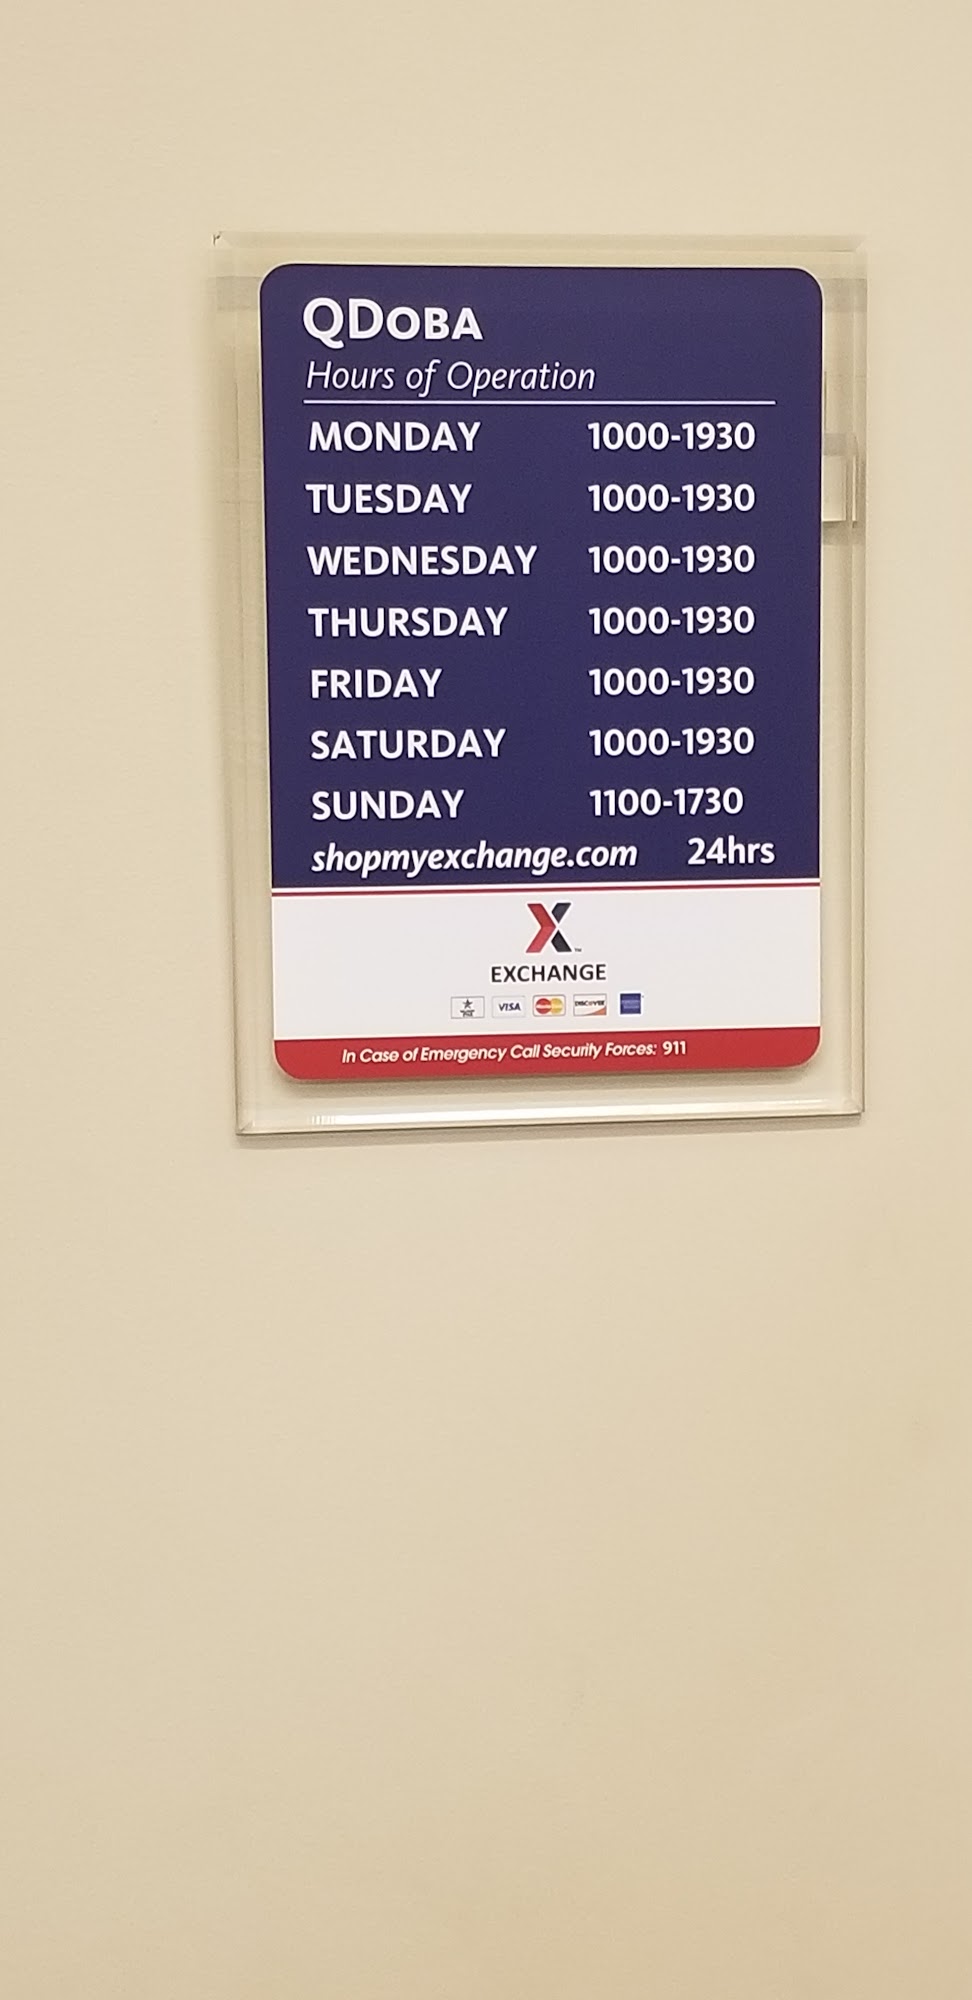 QDOBA
Hours of Operation
MONDAY 1000-1930
TUESDAY 1000-1930
WEDNESDAY 1000-1930
THURSDAY 1000-1930
FRIDAY 1000-1930
SATURDAY 1000-1930
SUNDAY 1100-1730
shopmyexchange.com 24hrs
X
EXCHANGE
VISA DISCOVER
In Case of Emergency Call Security Forces: 911